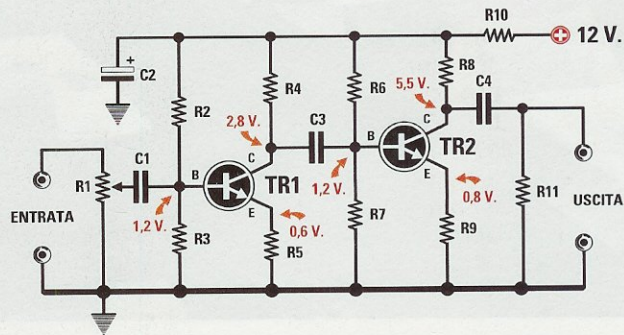 R10
12 V.
+
C2
R2
R4
R6
R8
5,5 V.
C4
2,8 V.
C3
C
C
B
TR2
R1
C1
B
TR1
1,2 V.
E
R11
ENTRATA
1,2 V.
R3
E
0,6 V.
R5
R7
0,8 V.
R9
USCITA